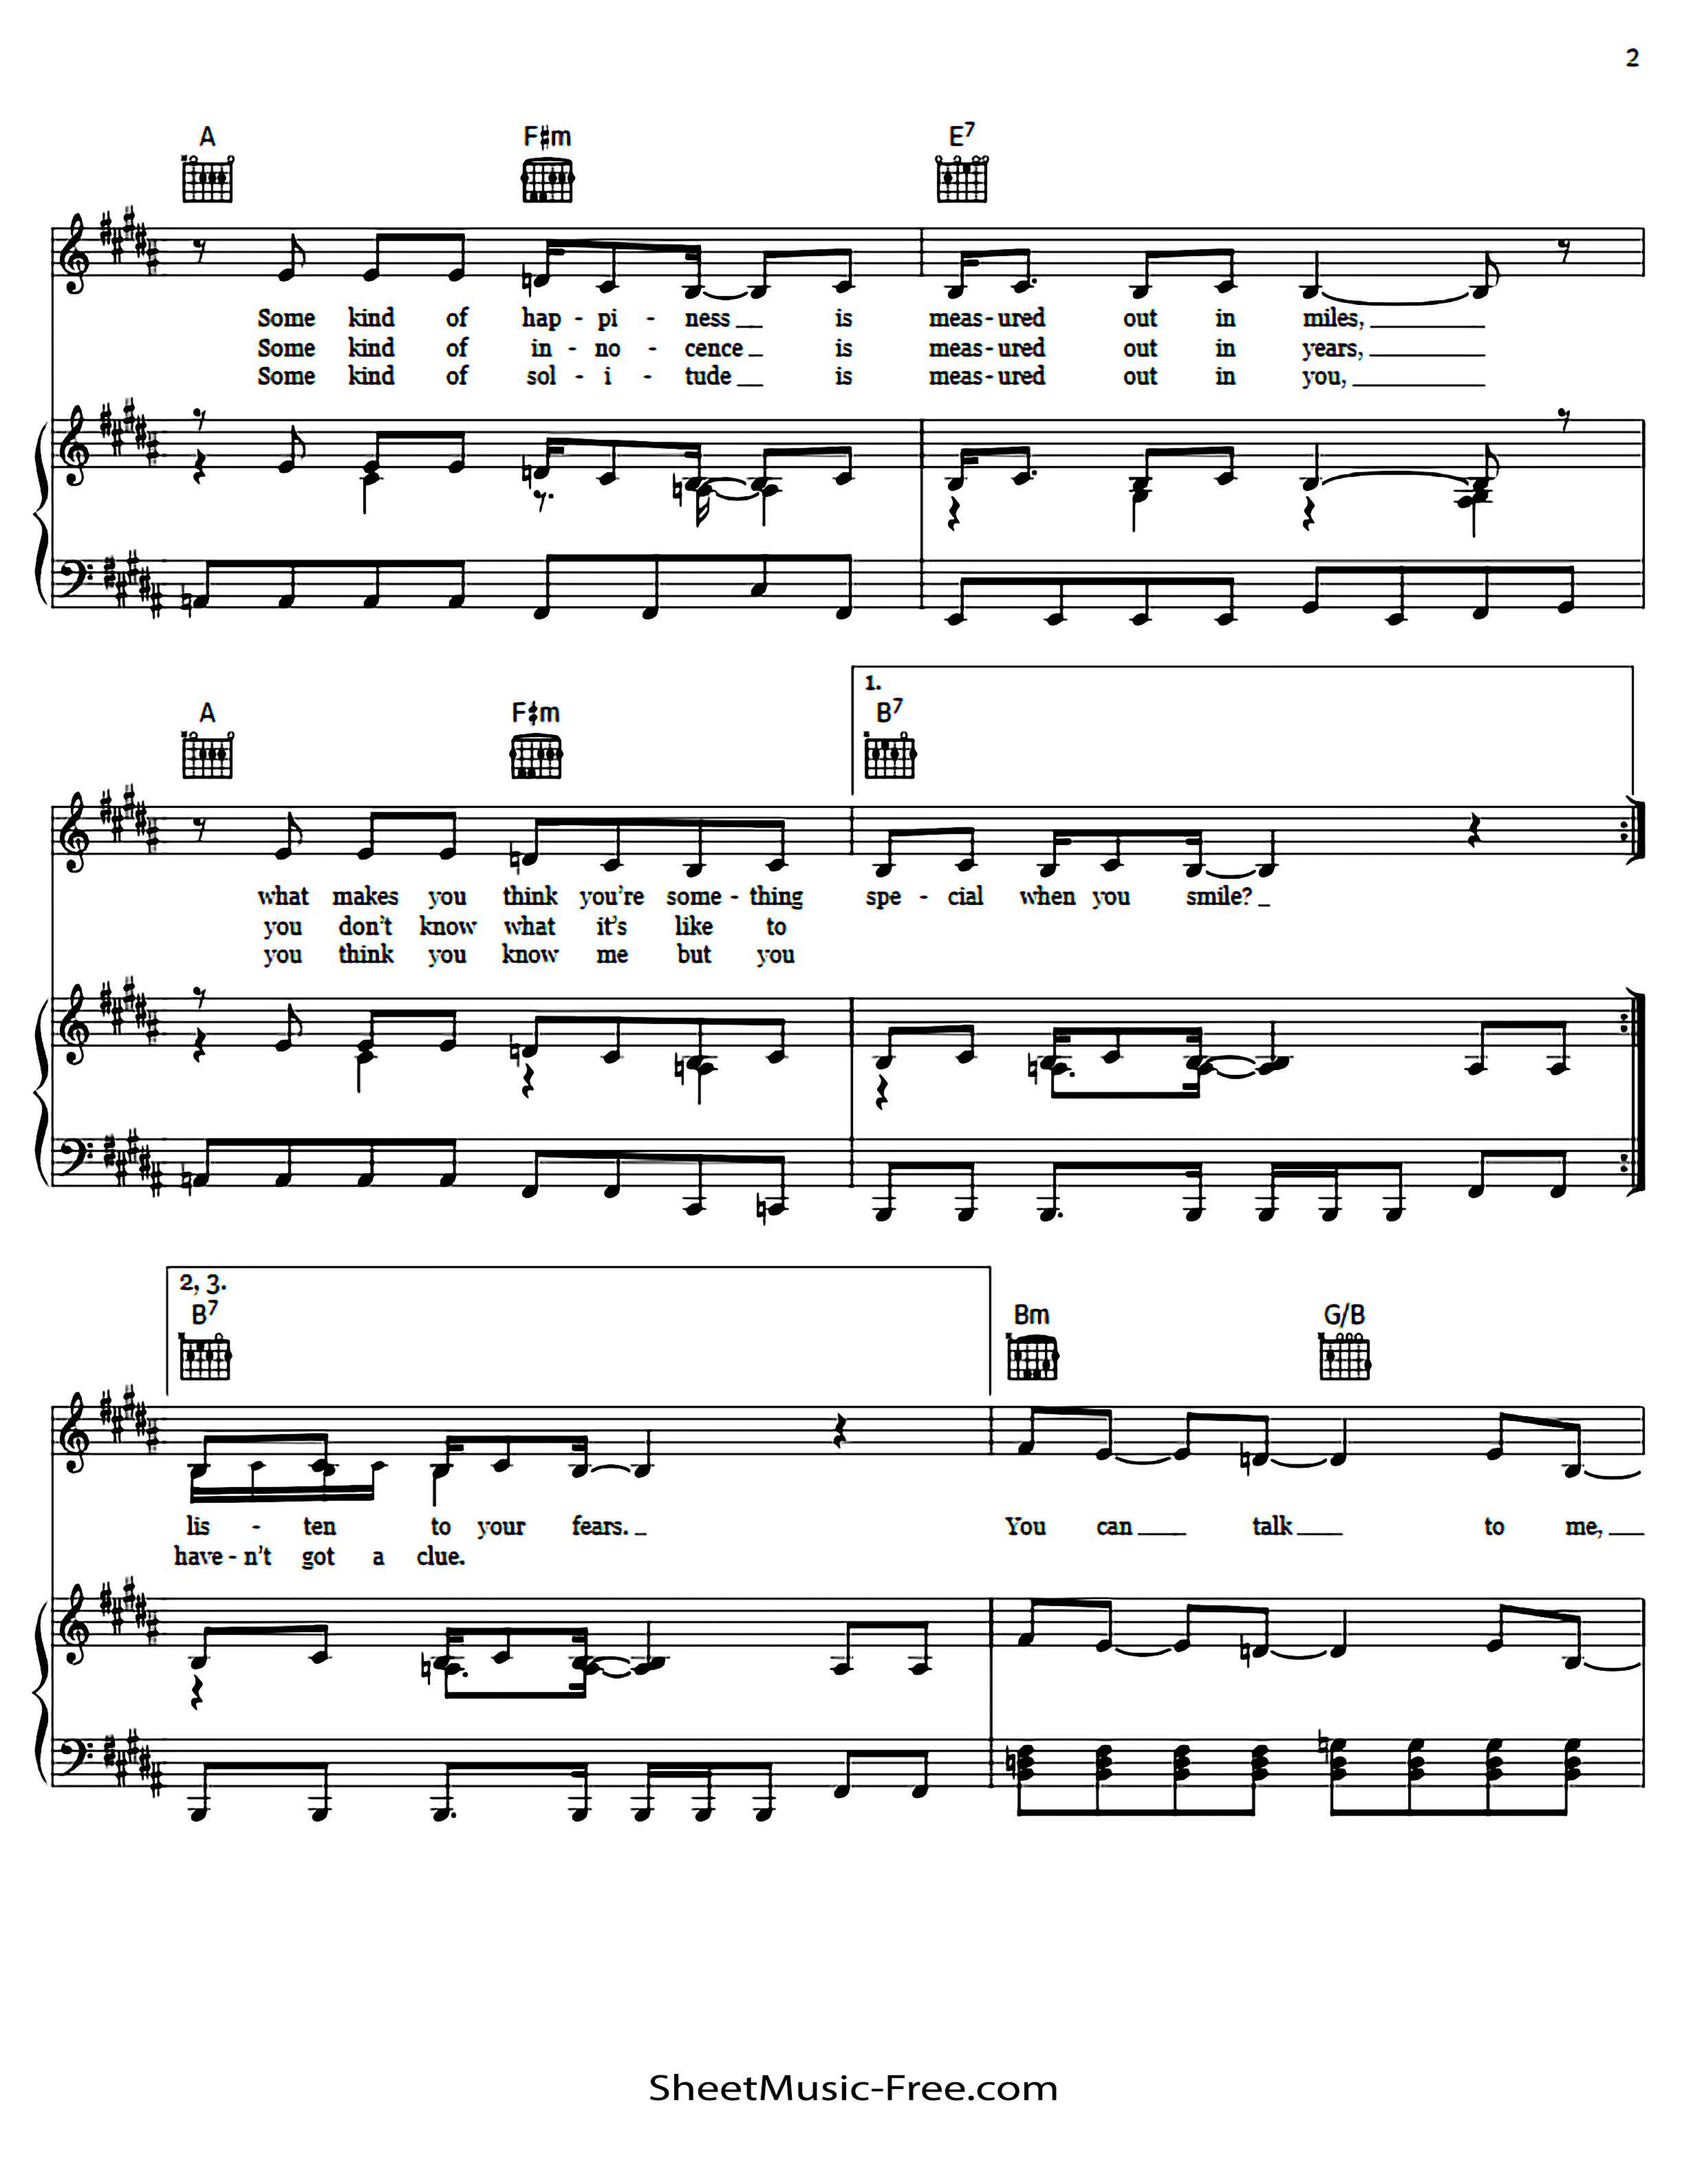 2
A F♯m E7
Some kind of hap - pi - ness is meas - ured out in miles,
Some kind of in - no - cence is meas - ured out in years,
Some kind of sol - i - tude is meas - ured out in you,
1.
A F♯m B7
what makes you think you're some - thing spe - cial when you smile?
you don't know what it's like to
you think you know me but you
2, 3.
B7 Bm G/B
lis - ten to your fears. You can talk to me,
have - n't got a clue.
SheetMusic-Free.com